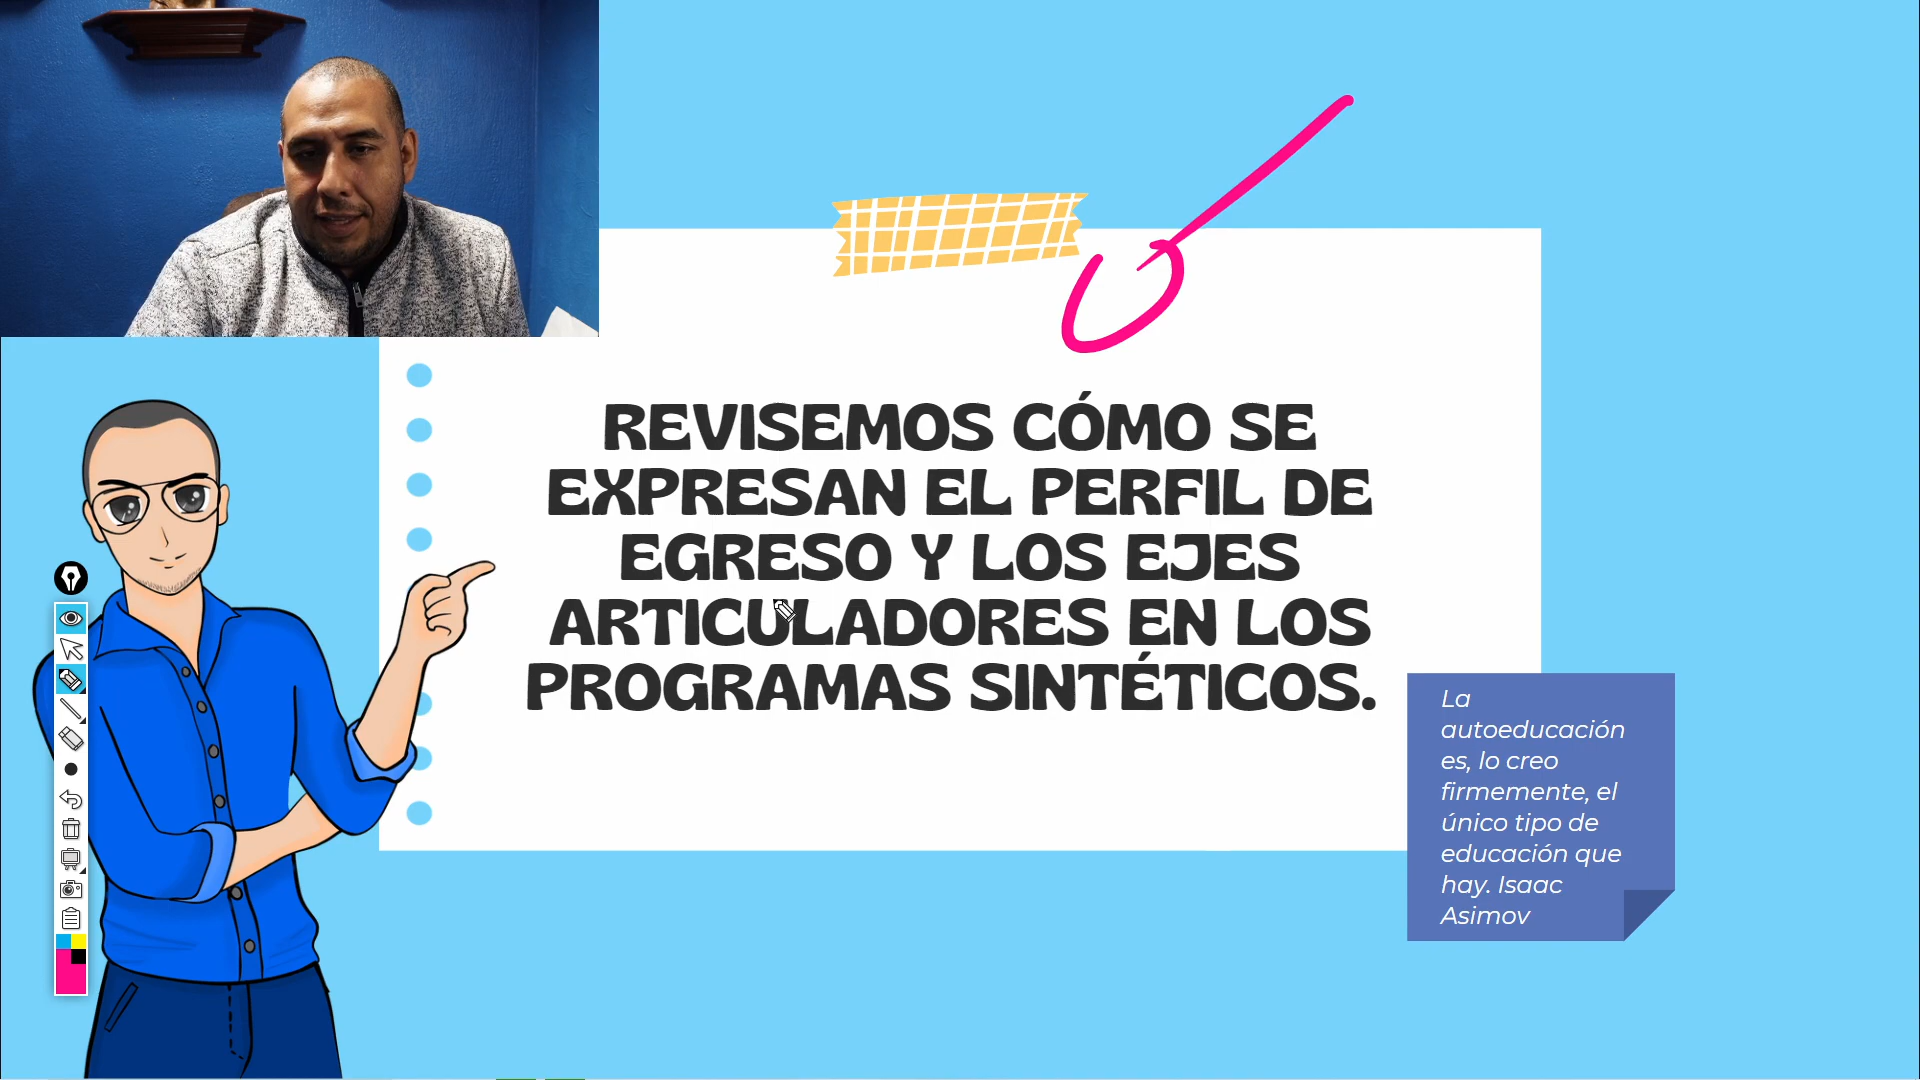 REVISEMOS CÓMO SE
EXPRESAN EL PERFIL DE
EGRESO Y LOS EJES
ARTICULADORES EN LOS
PROGRAMAS SINTÉTICOS.
La
autoeducación
es, lo creo
firmemente, el
único tipo de
educación que
hay. Isaac
Asimov